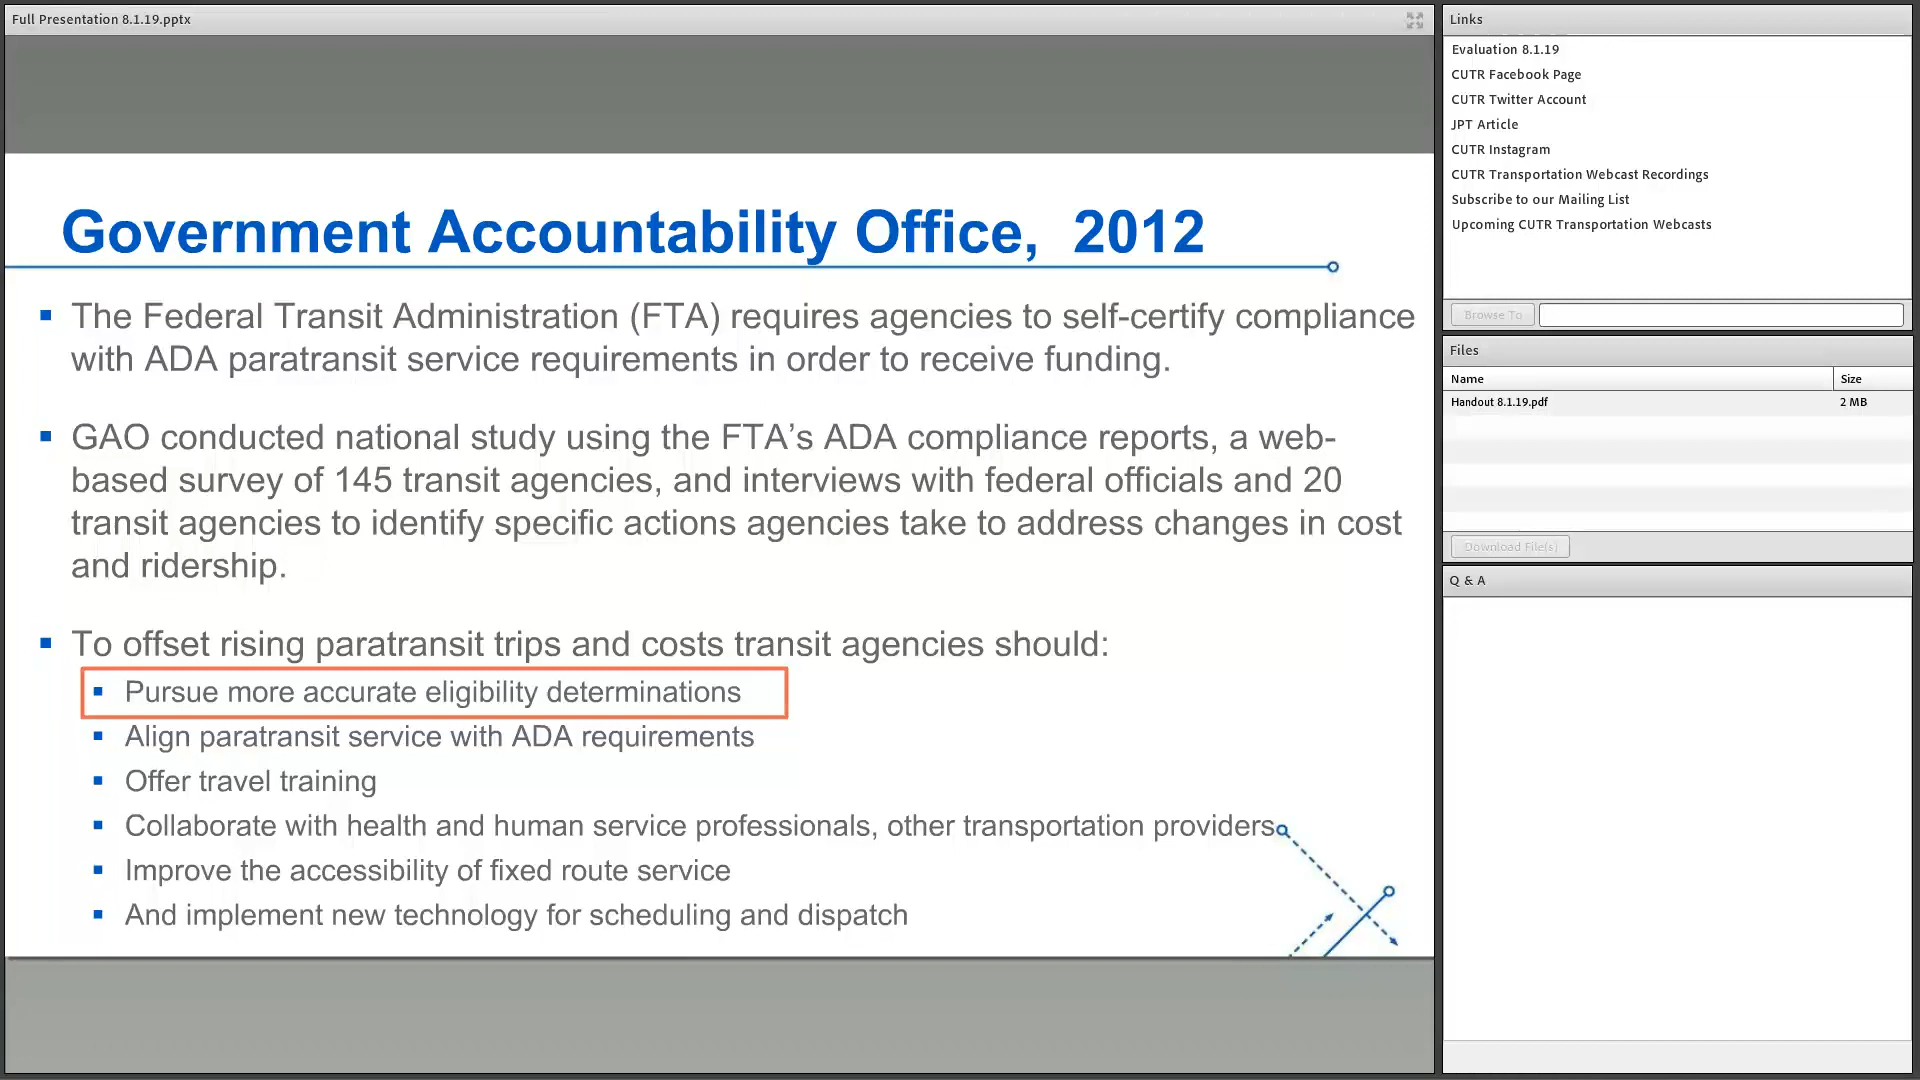 Full Presentation 8.1.19.pptx
Government Accountability Office, 2012
The Federal Transit Administration (FTA) requires agencies to self-certify compliance
with ADA paratransit service requirements in order to receive funding.
GAO conducted national study using the FTA's ADA compliance reports, a web-
based survey of 145 transit agencies, and interviews with federal officials and 20
transit agencies to identify specific actions agencies take to address changes in cost
and ridership.
To offset rising paratransit trips and costs transit agencies should:
Pursue more accurate eligibility determinations
Align paratransit service with ADA requirements
Offer travel training
Collaborate with health and human service professionals, other transportation providers
Improve the accessibility of fixed route service
And implement new technology for scheduling and dispatch
Links
Evaluation 8.1.19
CUTR Facebook Page
CUTR Twitter Account
JPT Article
CUTR Instagram
CUTR Transportation Webcast Recordings
Subscribe to our Mailing List
Upcoming CUTR Transportation Webcasts
Browse To
Files
Name Size
Handout 8.1.19.pdf 2 MB
Download File(s)
Q & A